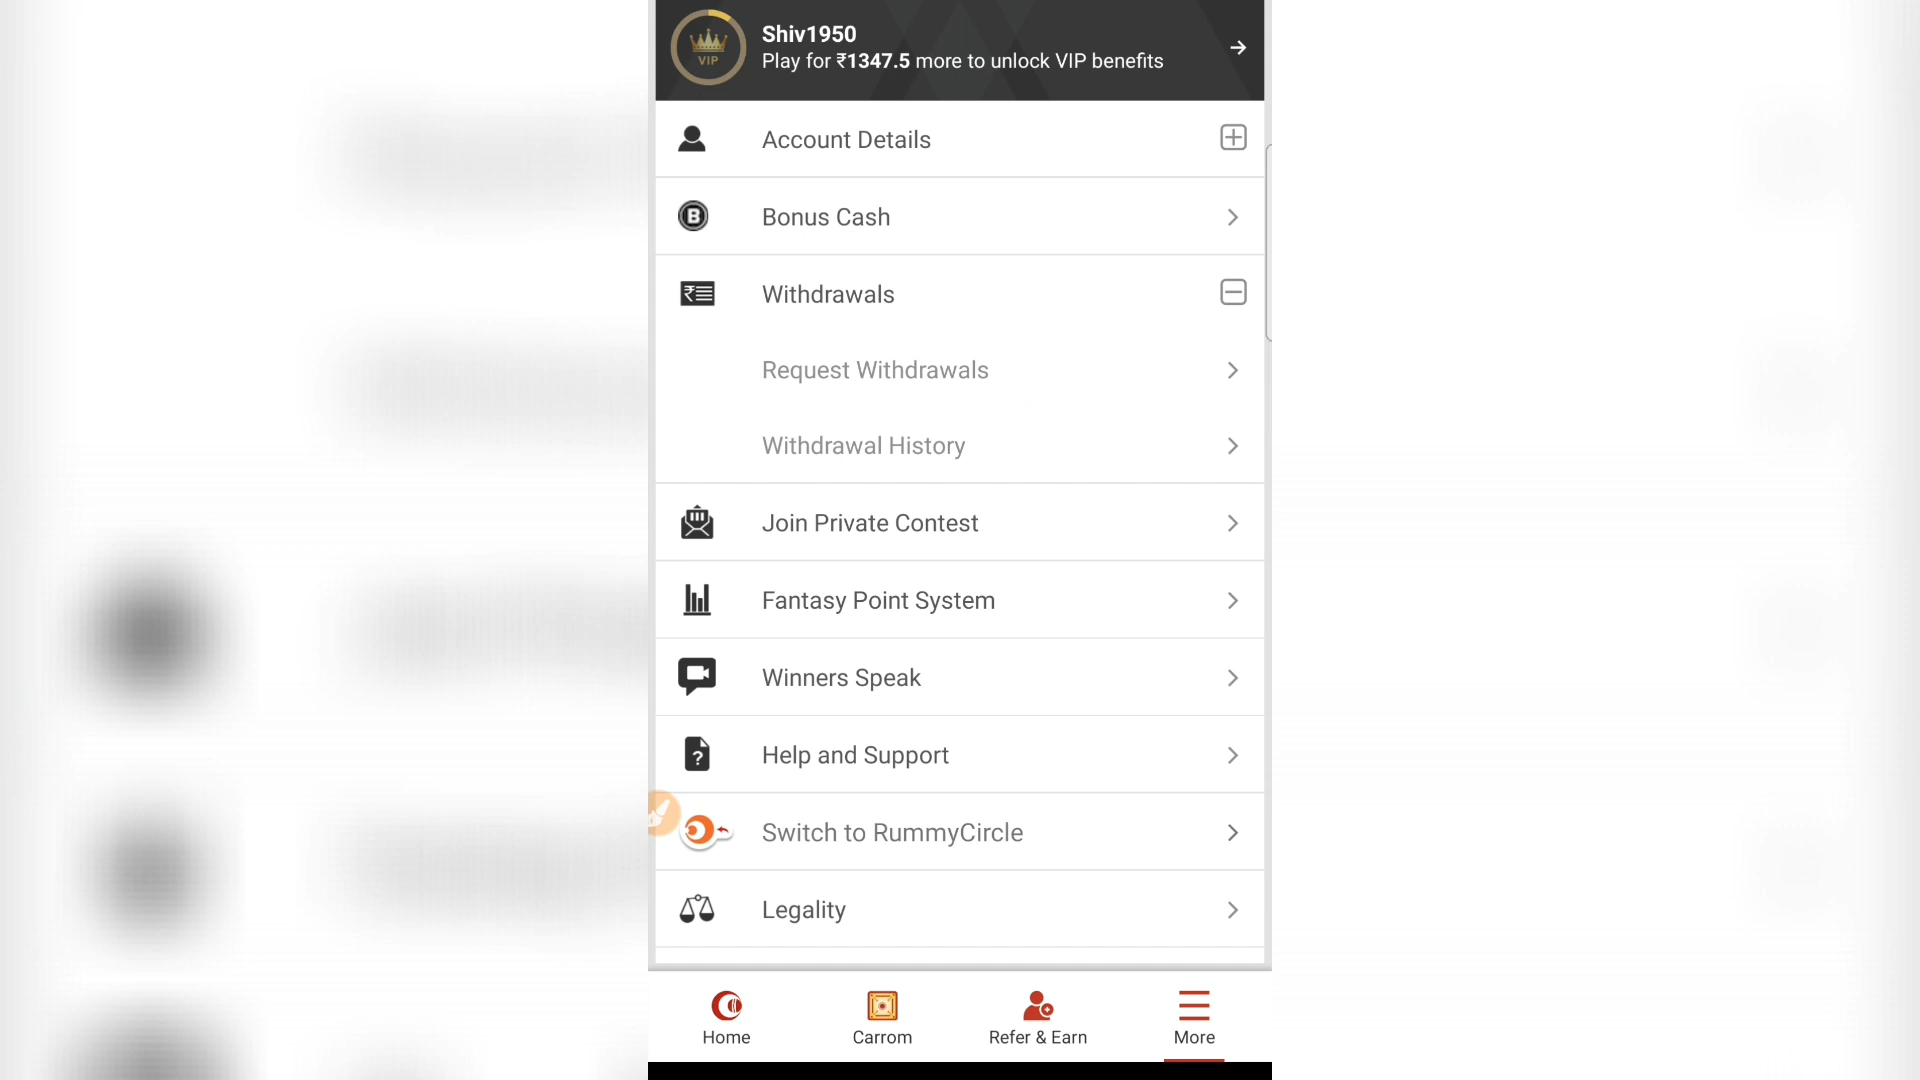 VIP
Shiv1950
Play for ₹1347.5 more to unlock VIP benefits
Account Details
B
Bonus Cash
₹
Withdrawals
Request Withdrawals
Withdrawal History
Join Private Contest
Fantasy Point System
Winners Speak
?
Help and Support
Switch to RummyCircle
Legality
Home
Carrom
Refer & Earn
More